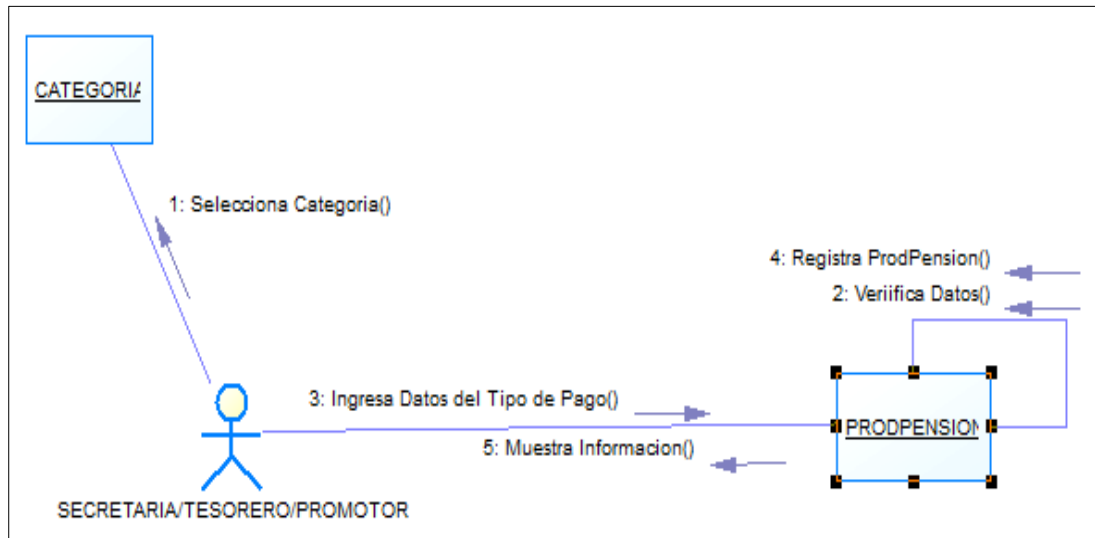 CATEGORIA
1: Selecciona Categoria()
4: Registra ProdPension()
2: Veriifica Datos()
3: Ingresa Datos del Tipo de Pago()
PRODPENSION
5: Muestra Informacion()
SECRETARIA/TESORERO/PROMOTOR